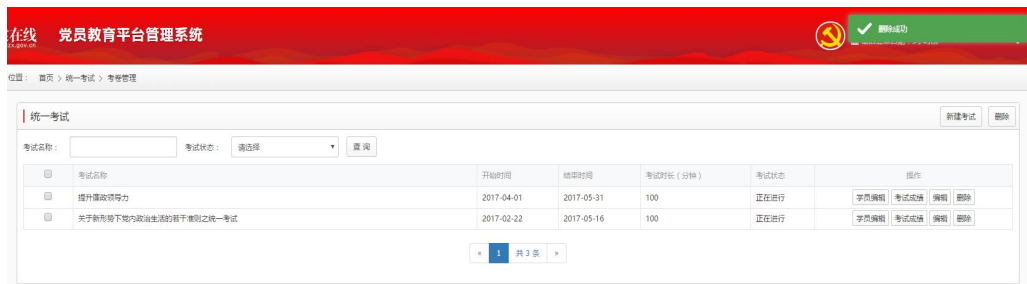 在线 党员教育平台管理系统
zx.gov.cn
删除成功
位置： 首页 > 统一考试 > 考卷管理
统一考试 新建考试 删除
考试名称： 考试状态： 请选择 查 询
考试名称 开始时间 结束时间 考试时长（分钟） 考试状态 操作
提升廉政领导力 2017-04-01 2017-05-31 100 正在进行 学员编辑 考试成绩 编辑 删除
关于新形势下党内政治生活的若干准则之统一考试 2017-02-22 2017-05-16 100 正在进行 学员编辑 考试成绩 编辑 删除
« 1 共 3 条 »